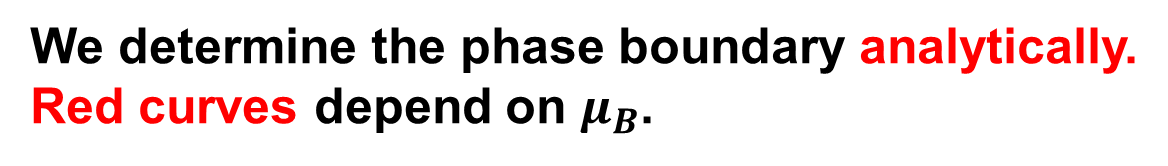 We determine the phase boundary analytically.
Red curves depend on μ_B.